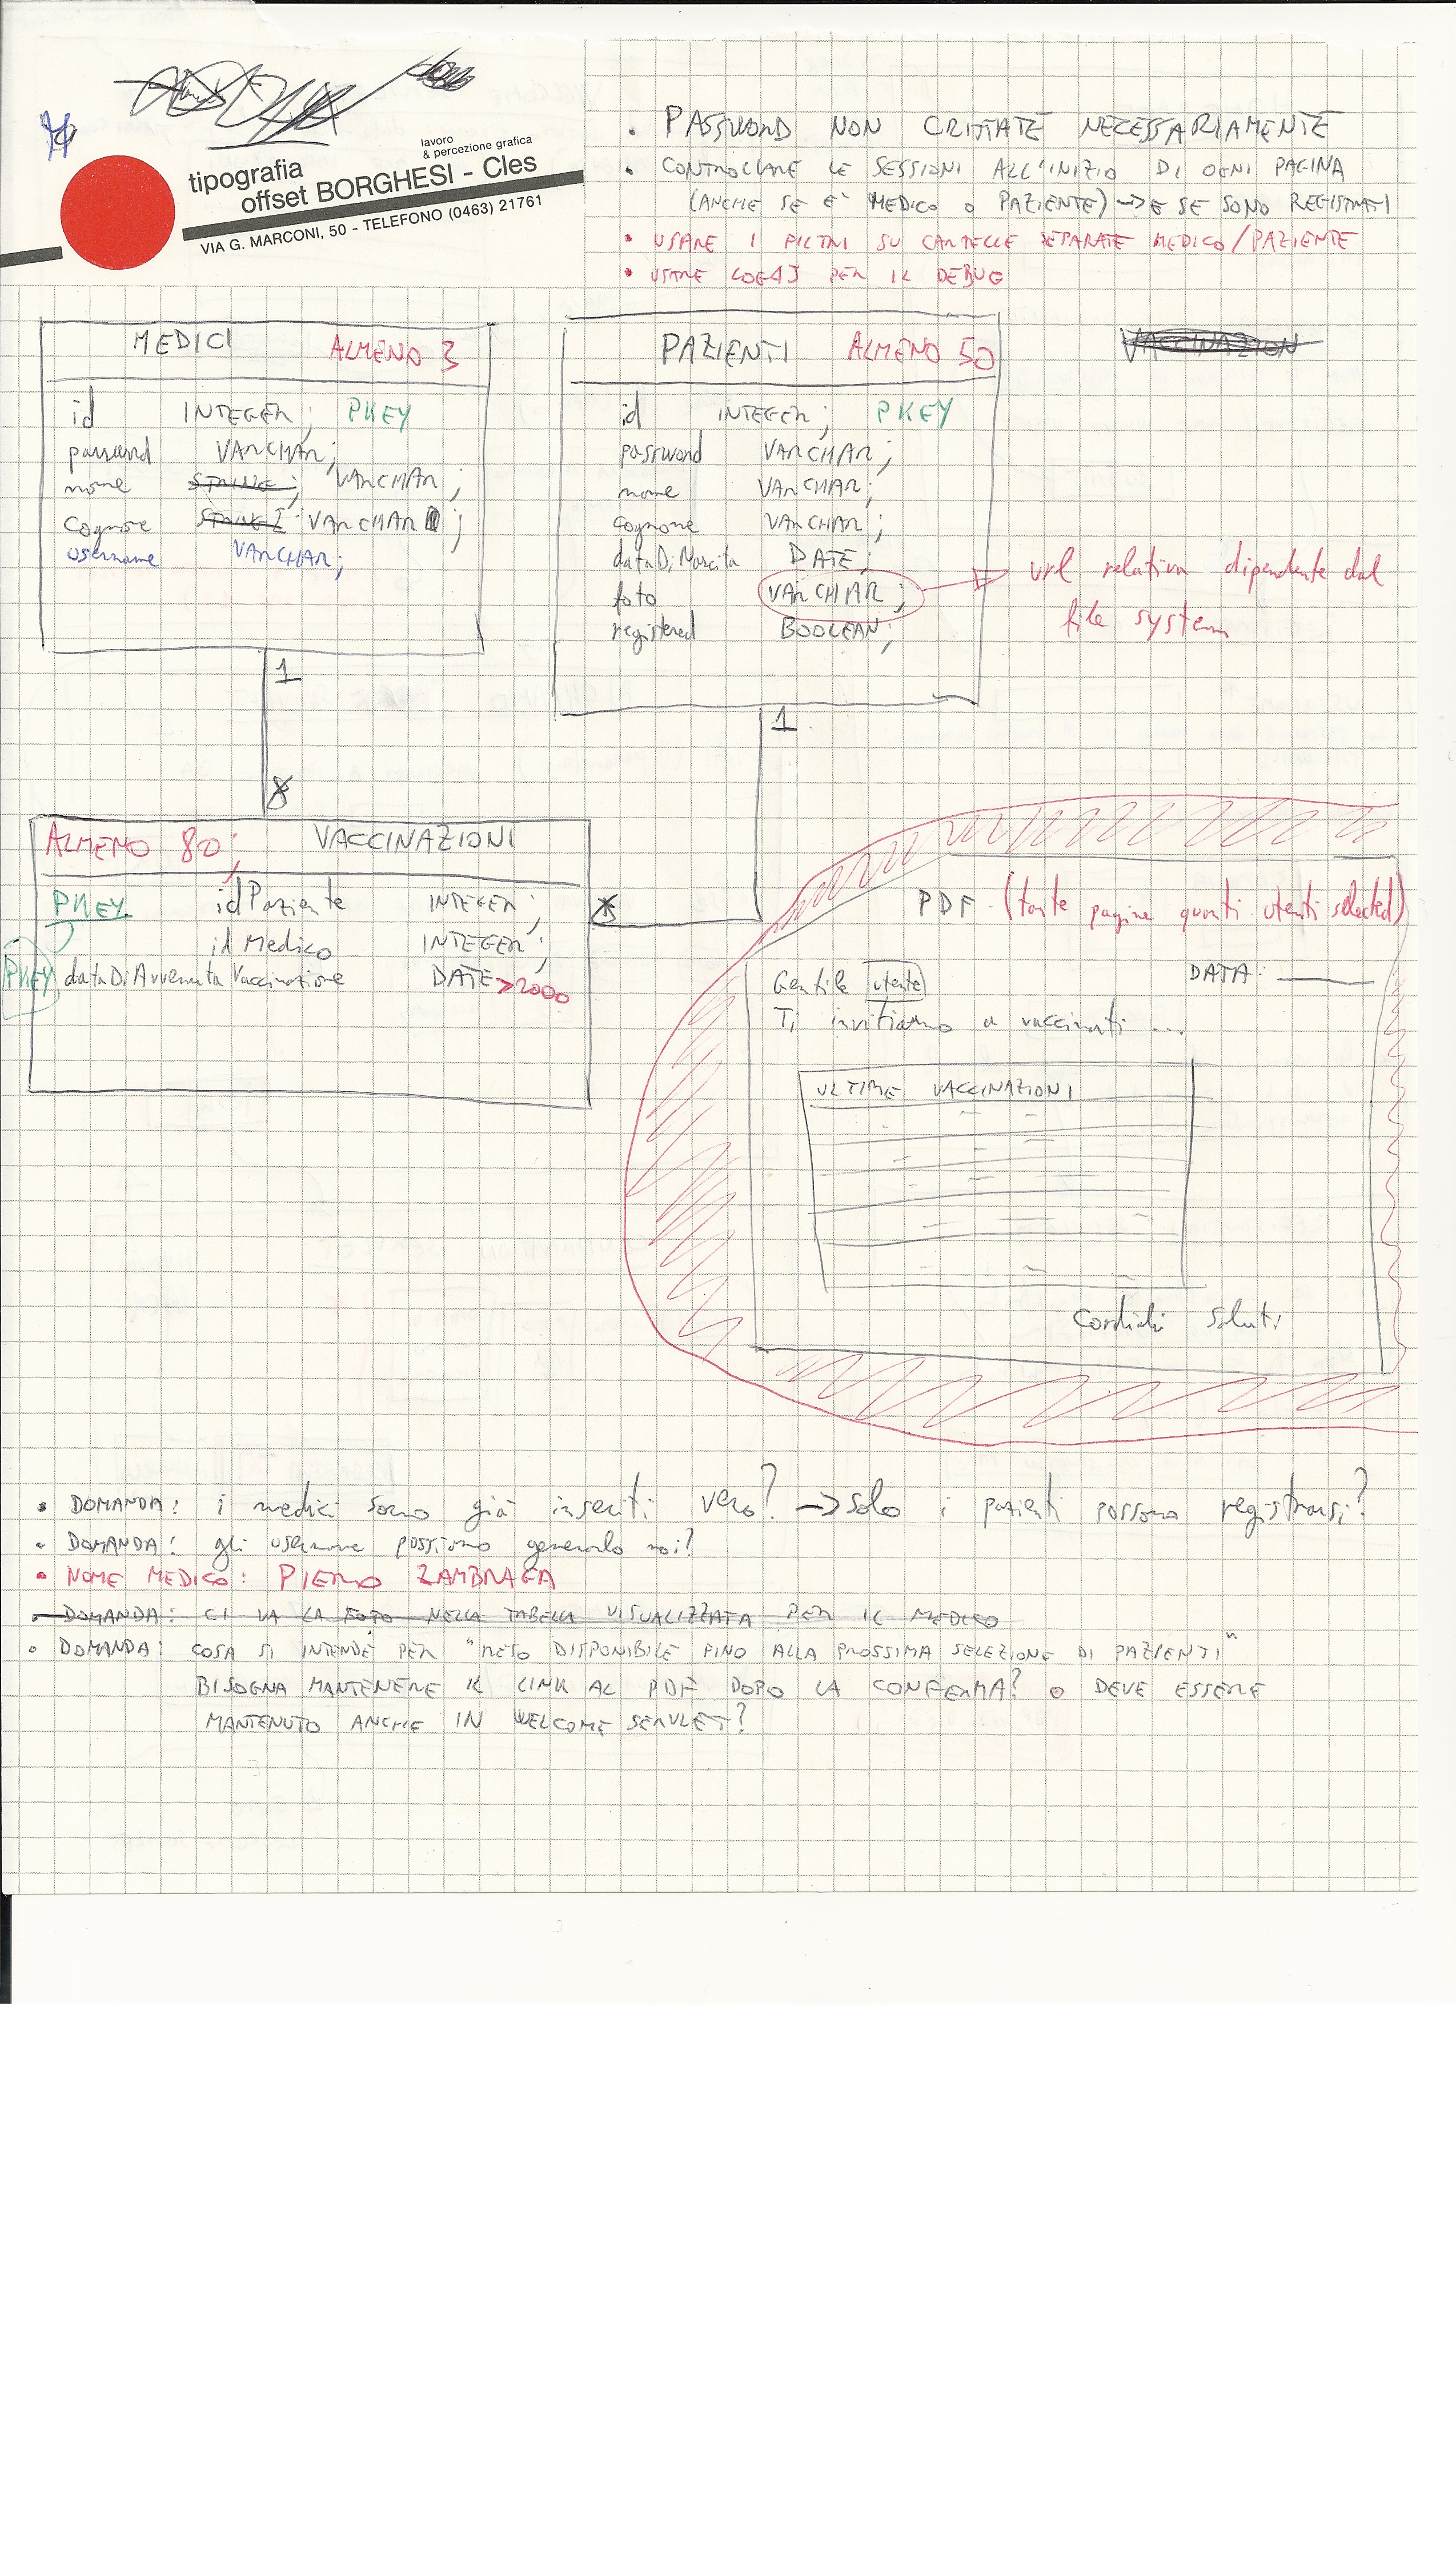 lavoro
& percezione grafica
tipografia
offset BORGHESI - Cles
VIA G. MARCONI, 50 - TELEFONO (0463) 21761
• PASSWORD NON CRITTATE NECESSARIAMENTE
• CONTROLLARE LE SESSIONI ALL'INIZIO DI OGNI PAGINA
(ANCHE SE E' MEDICO O PAZIENTE) -> E SE SONO REGISTRATI
• USARE I FILTRI SU CARTELLE SEPARATE MEDICO/PAZIENTE
• USARE LOG4J PER IL DEBUG
MEDICI ALMENO 3
id INTEGER; PKEY
password VARCHAR;
nome STRING; VARCHAR;
Cognome STRING VARCHAR;
username VARCHAR;
1
*
PAZIENTI ALMENO 50
id INTEGER; PKEY
password VARCHAR;
nome VARCHAR;
cognome VARCHAR;
dataDiNascita DATE;
foto VARCHAR;
registered BOOLEAN;
url relativa dipendente dal
file system
VACCINAZION
1
*
ALMENO 80; VACCINAZIONI
PKEY idPaziente INTEGER;
idMedico INTEGER;
PKEY dataDiAvvenutaVaccinazione DATE >2000
PDF (tante pagine quanti utenti selected)
DATA:
Gentile utente
Ti invitiamo a vaccinarti ...
ULTIME VACCINAZIONI
Cordiali saluti
• DOMANDA: i medici sono già inseriti vero? -> solo i pazienti possono registrarsi?
• DOMANDA: gli username possiamo generarlo noi?
• NOME MEDICO: PIERO ZAMBRAGA
DOMANDA: CI VA LA FOTO NELLA TABELLA VISUALIZZATA PER IL MEDICO
• DOMANDA: COSA SI INTENDE PER "RESO DISPONIBILE FINO ALLA PROSSIMA SELEZIONE DI PAZIENTI"
BISOGNA MANTENERE IL LINK AL PDF DOPO LA CONFERMA? O DEVE ESSERE
MANTENUTO ANCHE IN WELCOME SERVLET?